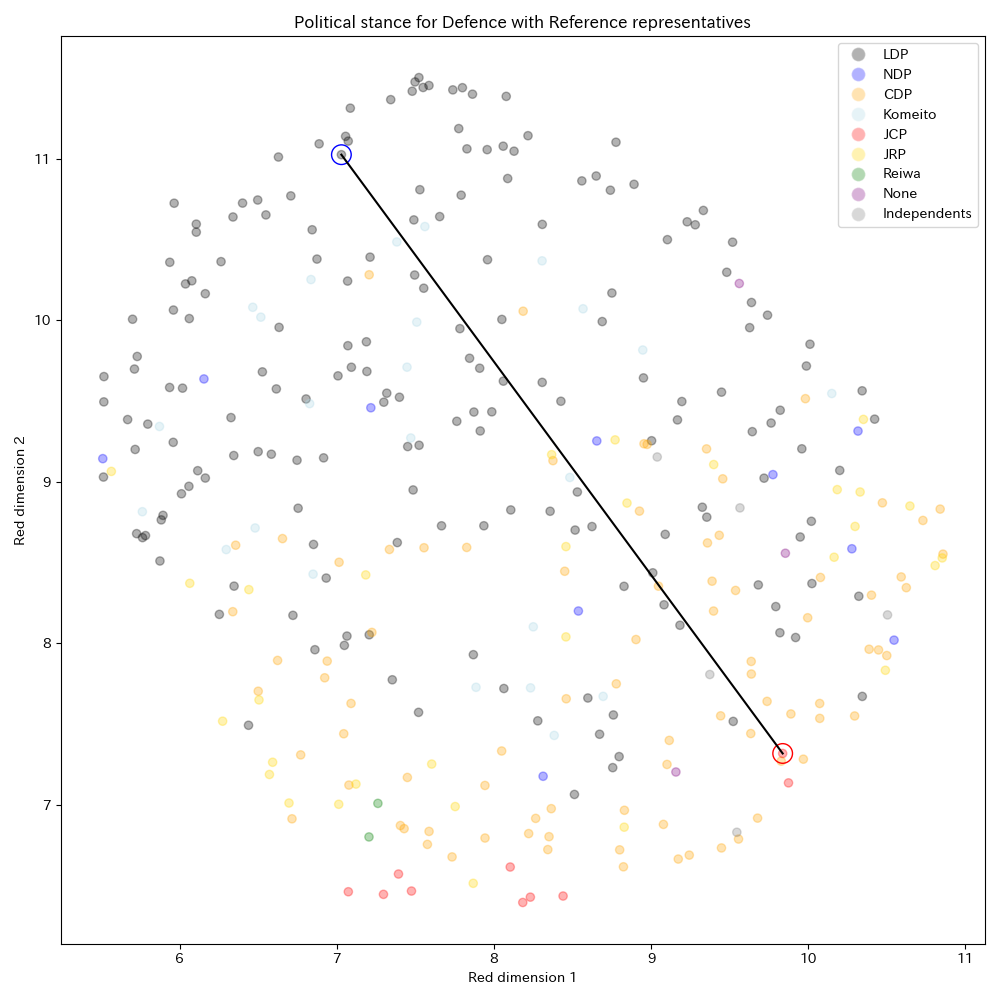 Political stance for Defence with Reference representatives
LDP
NDP
CDP
Komeito
JCP
JRP
Reiwa
None
Independents
11
10
9
8
7
Red dimension 2
6 7 8 9 10 11
Red dimension 1